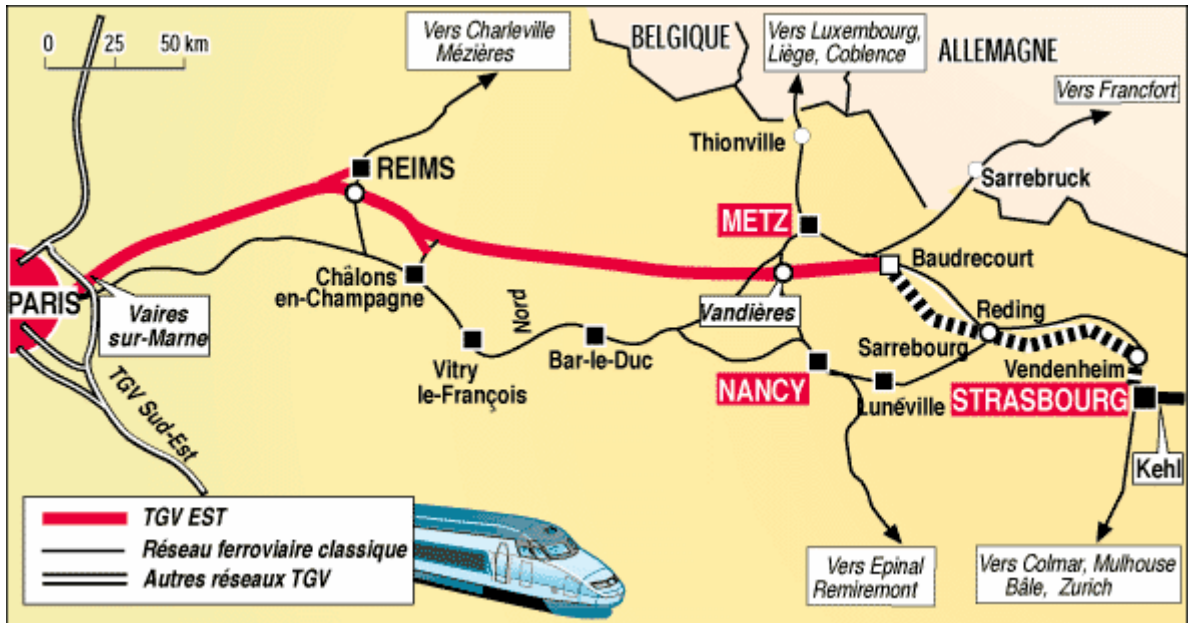 0 25 50 km
Vers Charleville
Mézières
BELGIQUE
Vers Luxembourg,
Liège, Coblence
ALLEMAGNE
Vers Francfort
Thionville
REIMS
Sarrebruck
METZ
Baudrecourt
Châlons
en-Champagne
PARIS
Vaires
sur-Marne
Vandières
Nord
Reding
Bar-le-Duc
Sarrebourg
Vitry
le-François
Vendenheim
NANCY
Lunéville
STRASBOURG
TGV Sud-Est
Kehl
TGV EST
Réseau ferroviaire classique
Autres réseaux TGV
Vers Epinal
Remiremont
Vers Colmar, Mulhouse
Bâle, Zurich